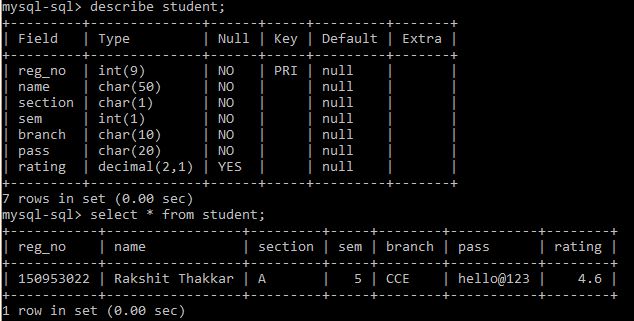 mysql-sql> describe student;
+---------+--------------+------+-----+---------+-------+
| Field   | Type         | Null | Key | Default | Extra |
+---------+--------------+------+-----+---------+-------+
| reg_no  | int(9)       | NO   | PRI | null    |       |
| name    | char(50)     | NO   |     | null    |       |
| section | char(1)      | NO   |     | null    |       |
| sem     | int(1)       | NO   |     | null    |       |
| branch  | char(10)     | NO   |     | null    |       |
| pass    | char(20)     | NO   |     | null    |       |
| rating  | decimal(2,1) | YES  |     | null    |       |
+---------+--------------+------+-----+---------+-------+
7 rows in set (0.00 sec)
mysql-sql> select * from student;
+-----------+-----------------+---------+-----+--------+-----------+--------+
| reg_no    | name            | section | sem | branch | pass      | rating |
+-----------+-----------------+---------+-----+--------+-----------+--------+
| 150953022 | Rakshit Thakkar | A       |   5 | CCE    | hello@123 |    4.6 |
+-----------+-----------------+---------+-----+--------+-----------+--------+
1 row in set (0.00 sec)